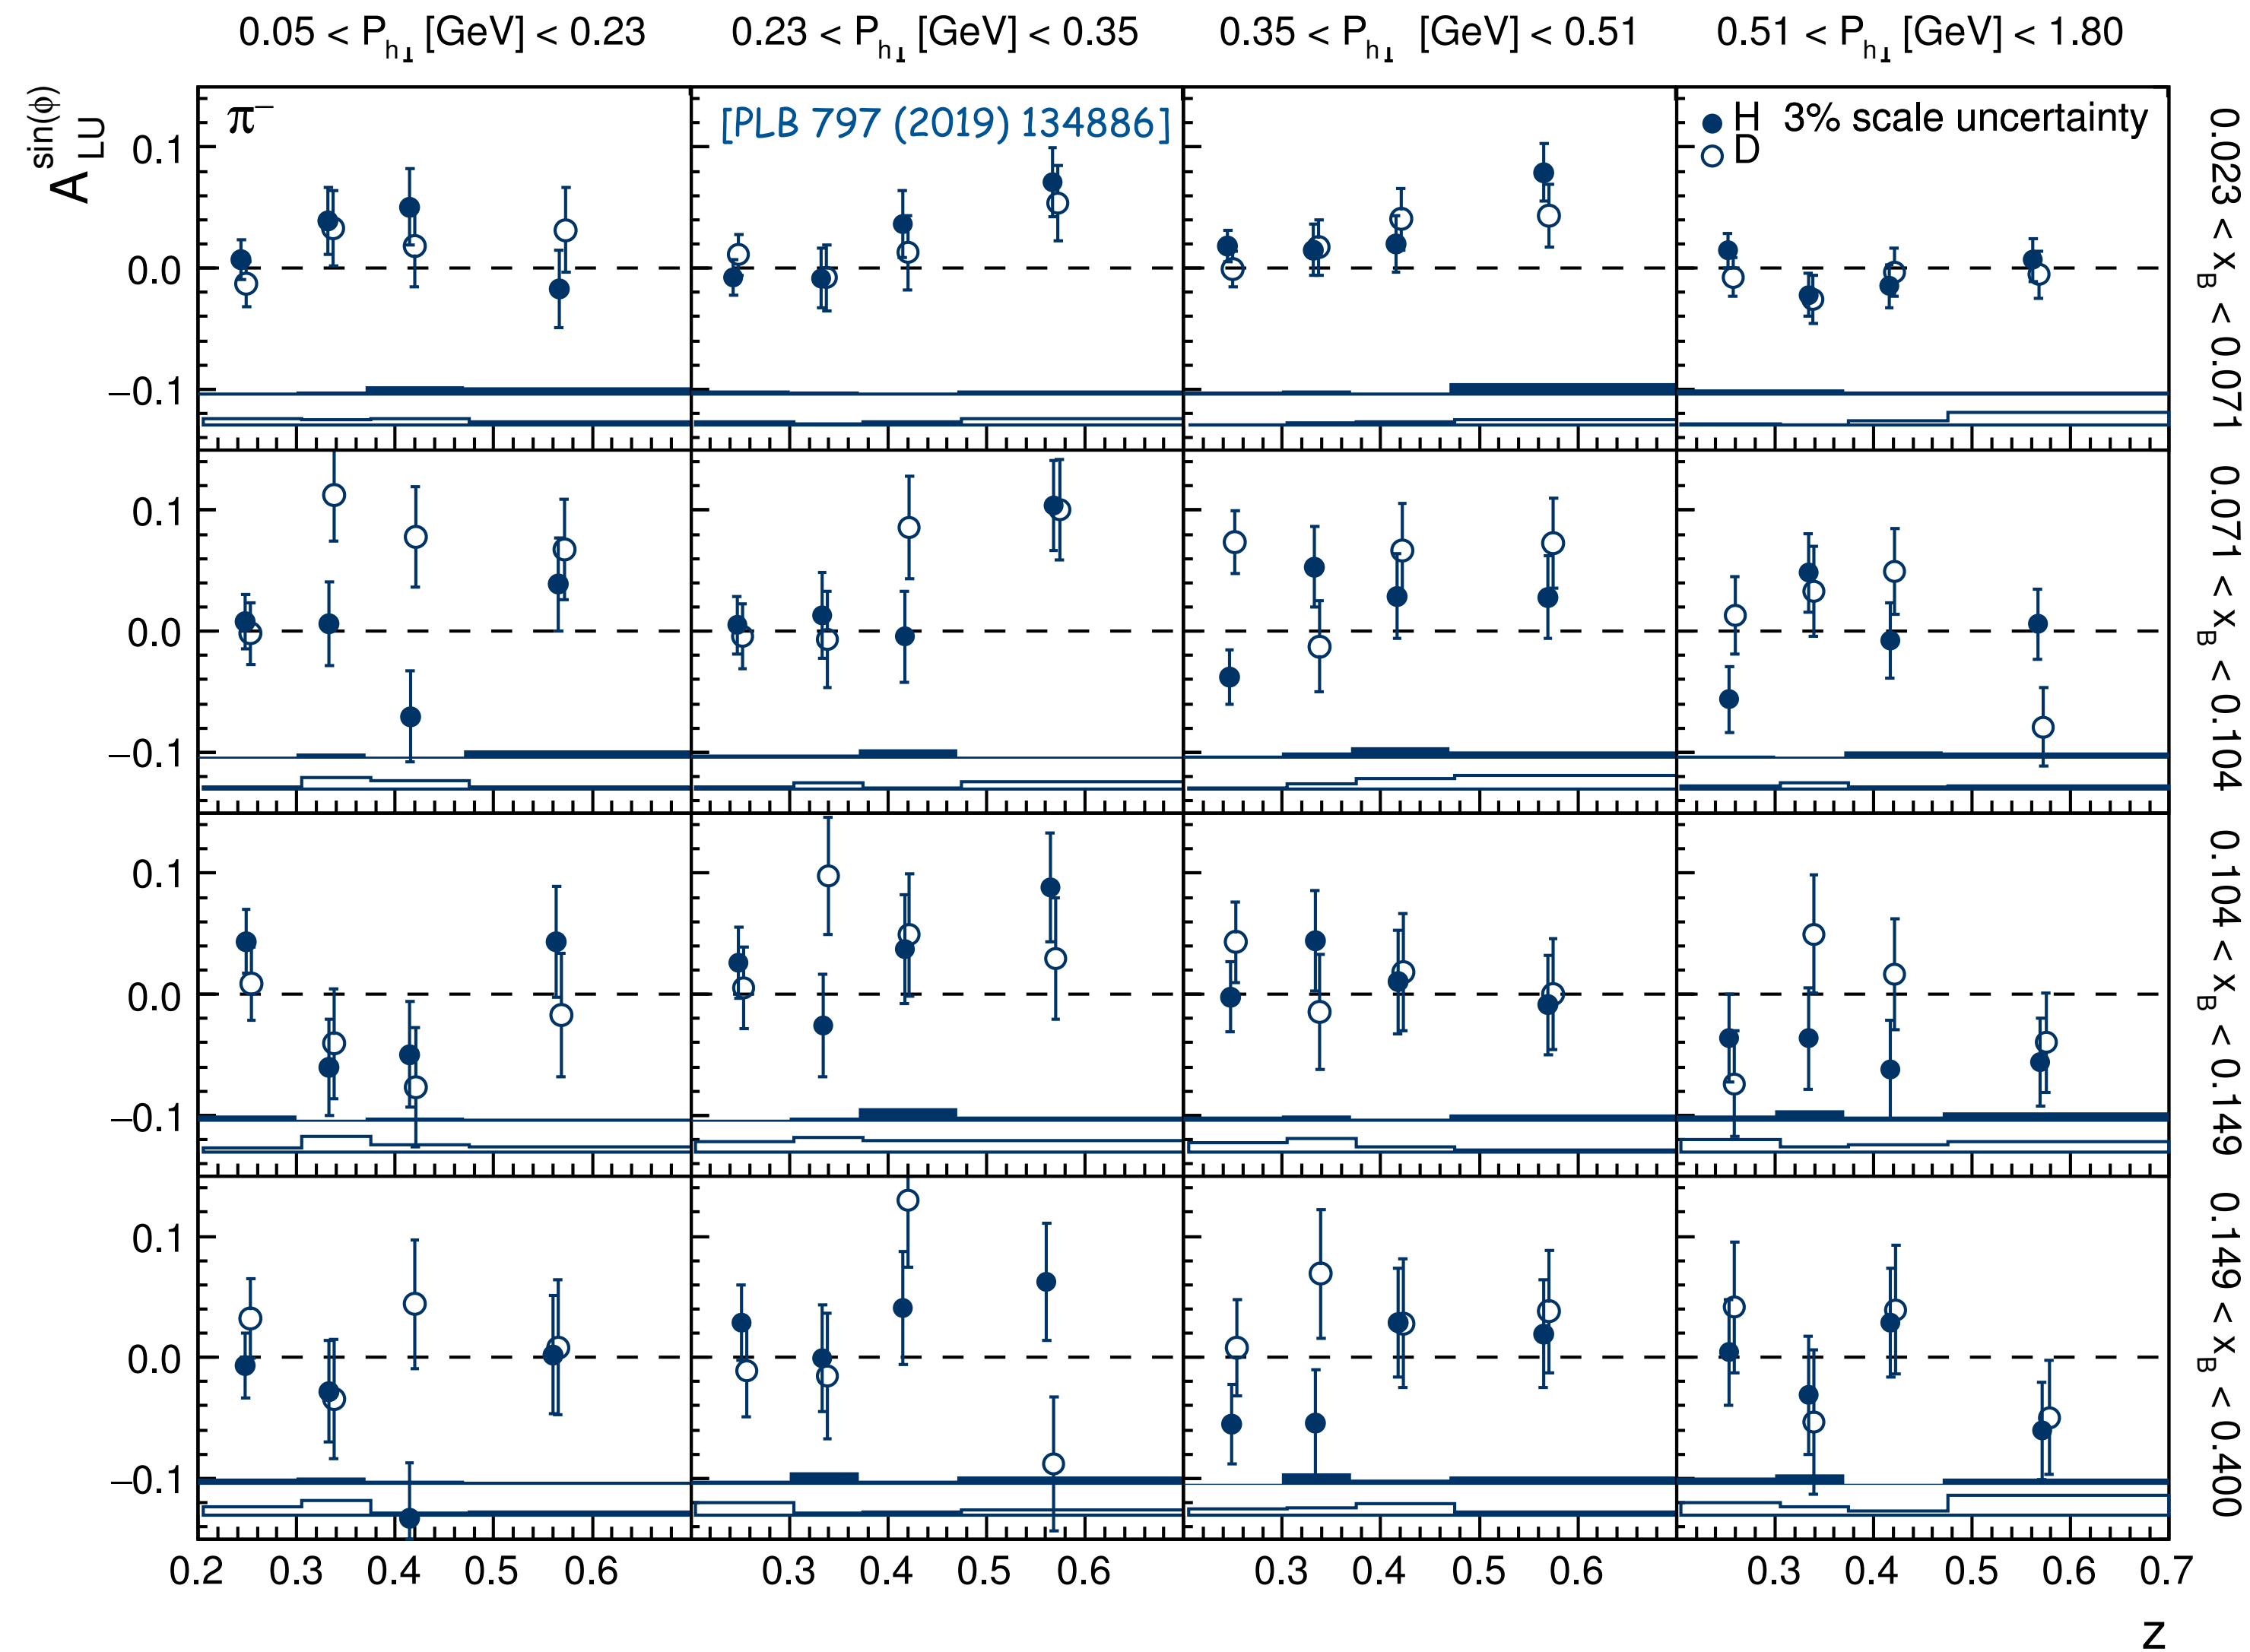 0.05 < P_h⊥ [GeV] < 0.23 0.23 < P_h⊥ [GeV] < 0.35 0.35 < P_h⊥ [GeV] < 0.51 0.51 < P_h⊥ [GeV] < 1.80
A_LU^sin(ϕ)
π⁻ [PLB 797 (2019) 134886] H 3% scale uncertainty
D
0.1
0.0
−0.1
0.023 < x_B < 0.071
0.1
0.0
−0.1
0.071 < x_B < 0.104
0.1
0.0
−0.1
0.104 < x_B < 0.149
0.1
0.0
−0.1
0.149 < x_B < 0.400
0.2 0.3 0.4 0.5 0.6 0.3 0.4 0.5 0.6 0.3 0.4 0.5 0.6 0.3 0.4 0.5 0.6 0.7
z